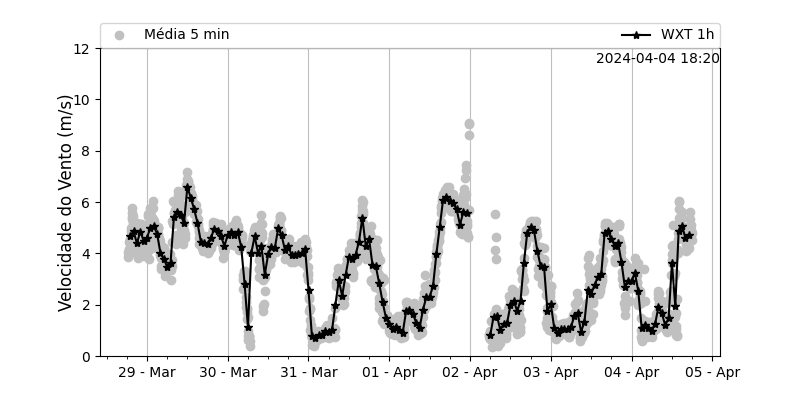 Média 5 min
WXT 1h
2024-04-04 18:20
Velocidade do Vento (m/s)
12
10
8
6
4
2
0
29 - Mar
30 - Mar
31 - Mar
01 - Apr
02 - Apr
03 - Apr
04 - Apr
05 - Apr